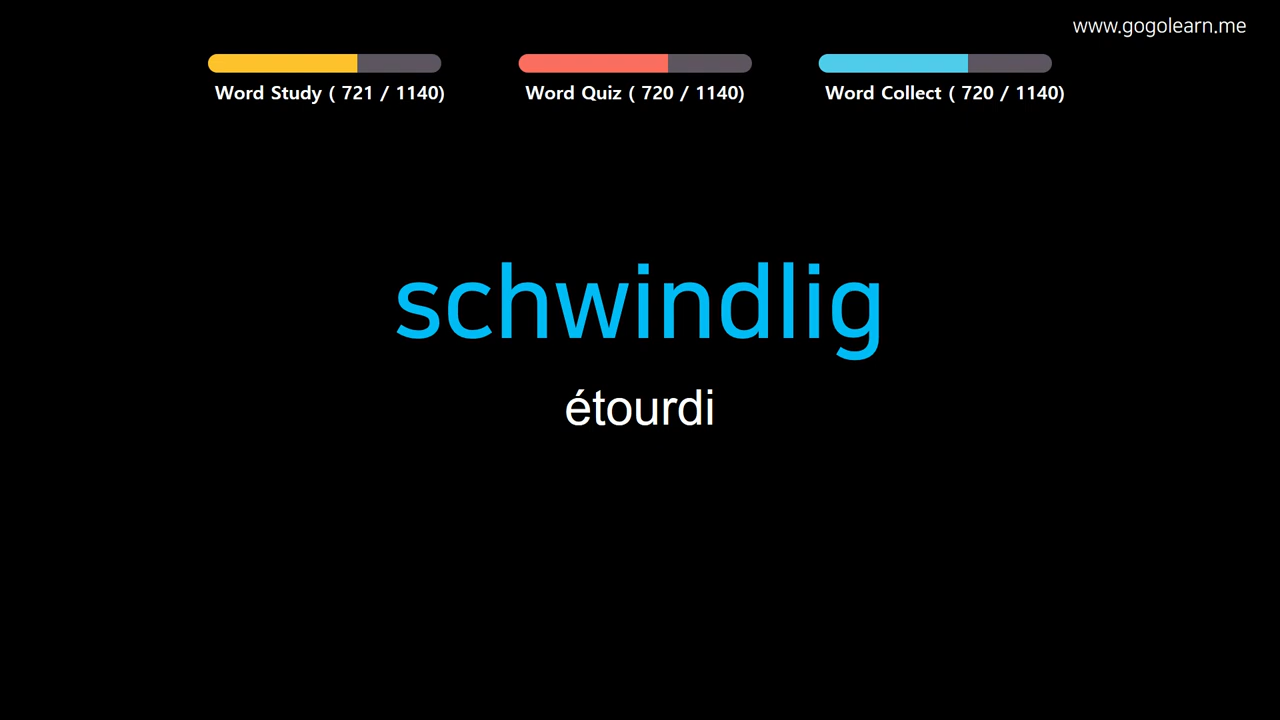 www.gogolearn.me
Word Study ( 721 / 1140)
Word Quiz ( 720 / 1140)
Word Collect ( 720 / 1140)
schwindlig
étourdi